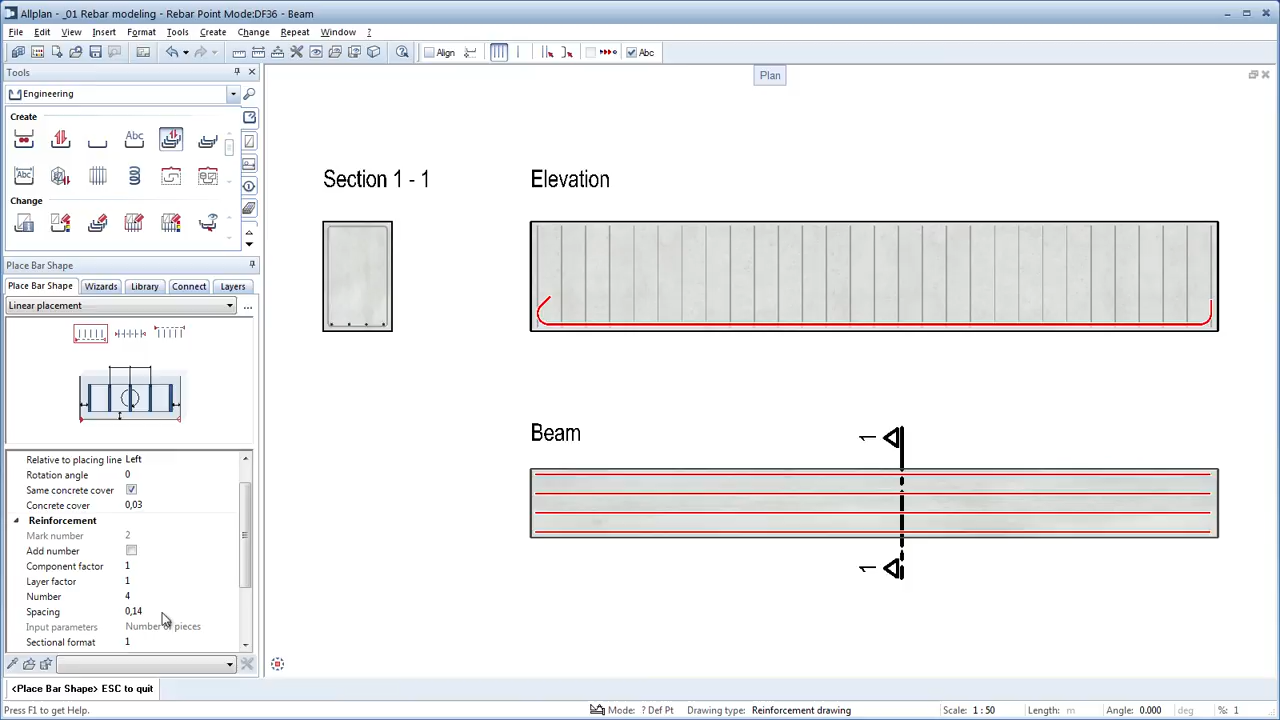 Allplan - _01 Rebar modeling - Rebar Point Mode:DF36 - Beam
File Edit View Insert Format Tools Create Change Repeat Window ?
Align Abc
Tools
Plan
Engineering
Create
Abc
Abc
Section 1 - 1
Elevation
Change
Place Bar Shape
Place Bar Shape Wizards Library Connect Layers
Linear placement
Beam
1
Relative to placing line Left
Rotation angle 0
Same concrete cover
Concrete cover 0,03
Reinforcement
Mark number 2
Add number
Component factor 1
1
Layer factor 1
Number 4
Spacing 0,14
Input parameters Number of pieces
Sectional format 1
<Place Bar Shape> ESC to quit
Press F1 to get Help.
Mode: ? Def Pt Drawing type: Reinforcement drawing Scale: 1 : 50 Length: m Angle: 0.000 deg %: 1